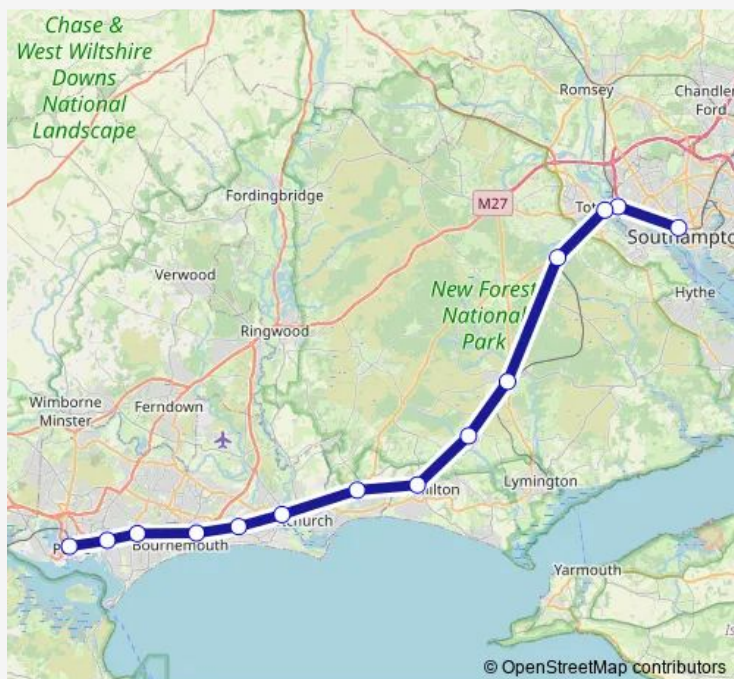 Chase &
West Wiltshire
Downs
National
Landscape
Romsey
Chandler
Ford
Fordingbridge
M27
Southampto
Verwood
New Forest
National
Park
Hythe
Ringwood
Wimborne
Minster
Ferndown
Lymington
Bournemouth
Yarmouth
© OpenStreetMap contributors